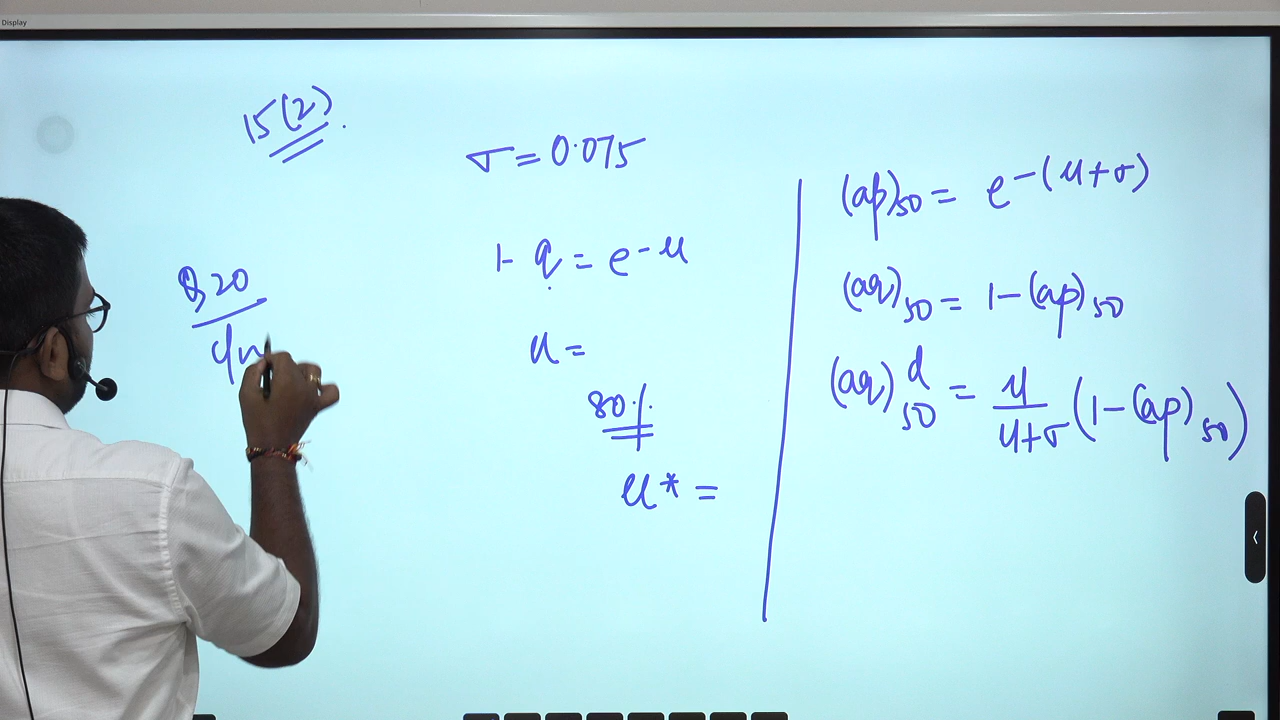 Display
15(2).
σ = 0.075
1- q = e^-μ
μ =
80%
μ* =
Q 20
(ap)50 = e^-(μ+σ)
(aq)50 = 1-(ap)50
(aq)^d 50 = μ/μ+σ (1-(ap)50)